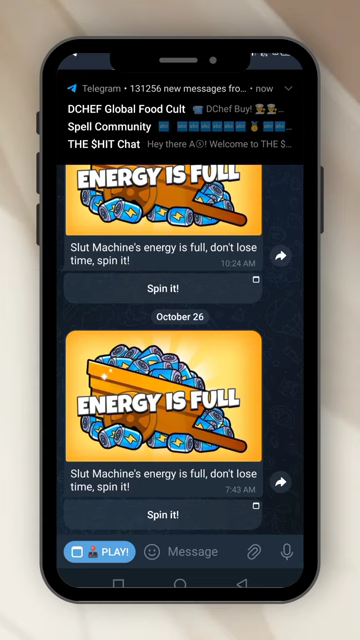 Telegram • 131256 new messages fro... • now
DCHEF Global Food Cult DChef Buy! ...
Spell Community ...
THE $HIT Chat Hey there A! Welcome to THE $...
ENERGY IS FULL
Slut Machine's energy is full, don't lose
time, spin it!
10:24 AM
Spin it!
October 26
ENERGY IS FULL
Slut Machine's energy is full, don't lose
time, spin it!
7:43 AM
Spin it!
PLAY!
Message